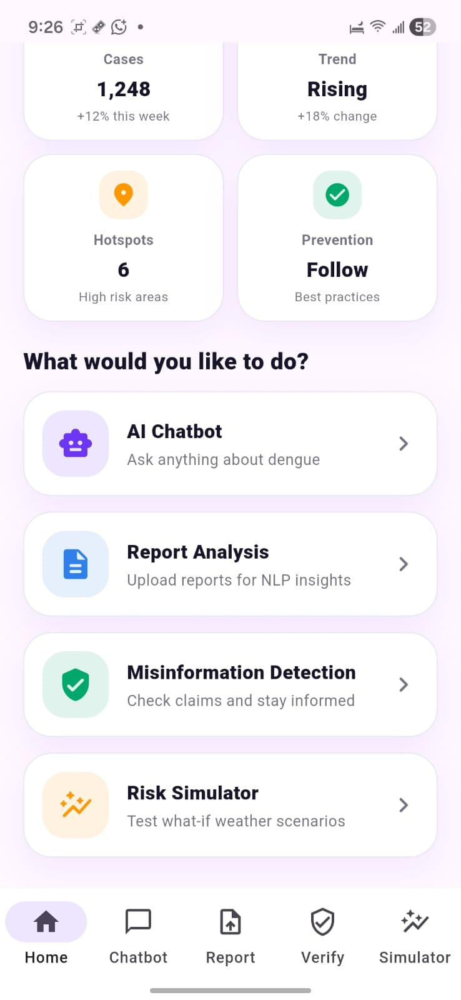 9:26
52
Cases
1,248
+12% this week
Trend
Rising
+18% change
Hotspots
6
High risk areas
Prevention
Follow
Best practices
What would you like to do?
AI Chatbot
Ask anything about dengue
Report Analysis
Upload reports for NLP insights
Misinformation Detection
Check claims and stay informed
Risk Simulator
Test what-if weather scenarios
Home
Chatbot
Report
Verify
Simulator